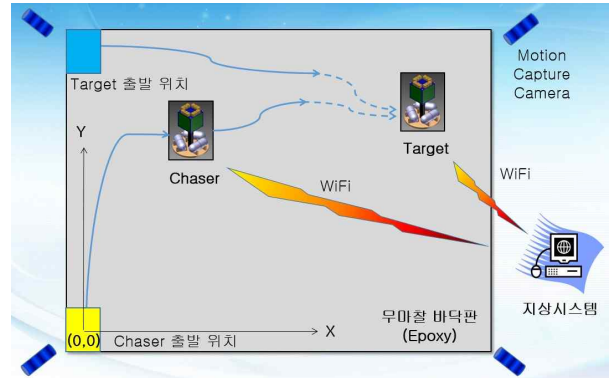 Motion
Capture
Camera
Target 출발 위치
Y
Chaser
Target
WiFi
WiFi
지상시스템
무마찰 바닥판
(Epoxy)
X
(0,0)
Chaser 출발 위치